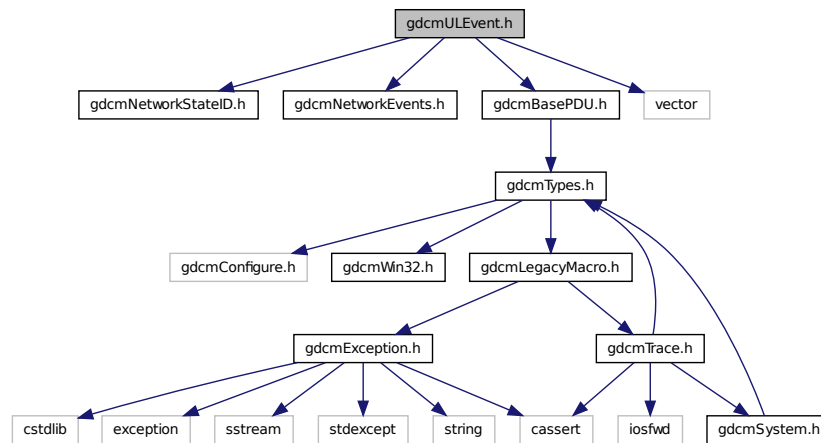 gdcmULEvent.h
gdcmNetworkStateID.h
gdcmNetworkEvents.h
gdcmBasePDU.h
vector
gdcmTypes.h
gdcmConfigure.h
gdcmWin32.h
gdcmLegacyMacro.h
gdcmException.h
gdcmTrace.h
cstdlib
exception
sstream
stdexcept
string
cassert
iosfwd
gdcmSystem.h